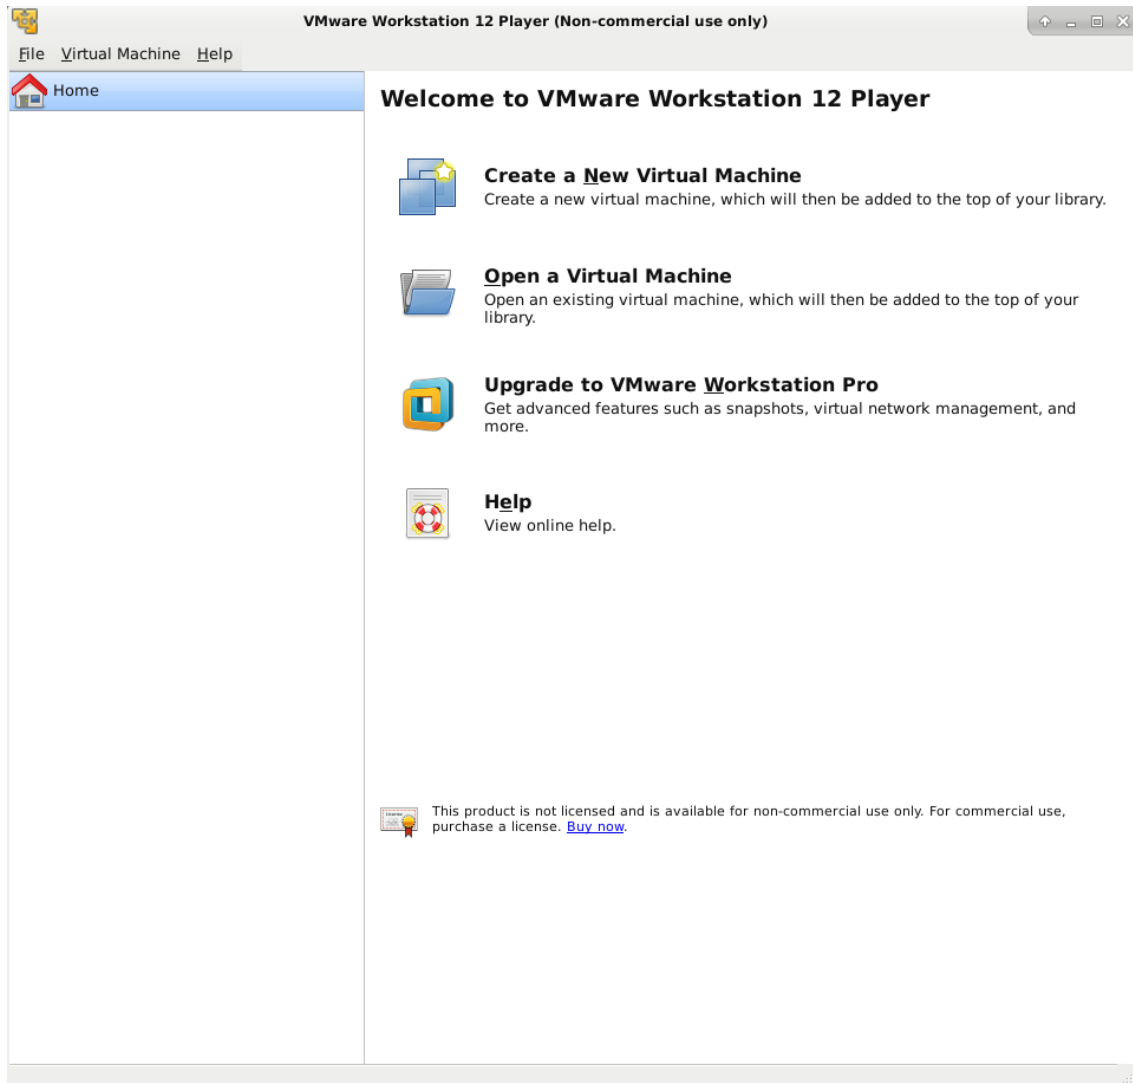 VMware Workstation 12 Player (Non-commercial use only)
File Virtual Machine Help
Home
Welcome to VMware Workstation 12 Player
Create a New Virtual Machine
Create a new virtual machine, which will then be added to the top of your library.
Open a Virtual Machine
Open an existing virtual machine, which will then be added to the top of your
library.
Upgrade to VMware Workstation Pro
Get advanced features such as snapshots, virtual network management, and
more.
Help
View online help.
This product is not licensed and is available for non-commercial use only. For commercial use,
purchase a license. Buy now.